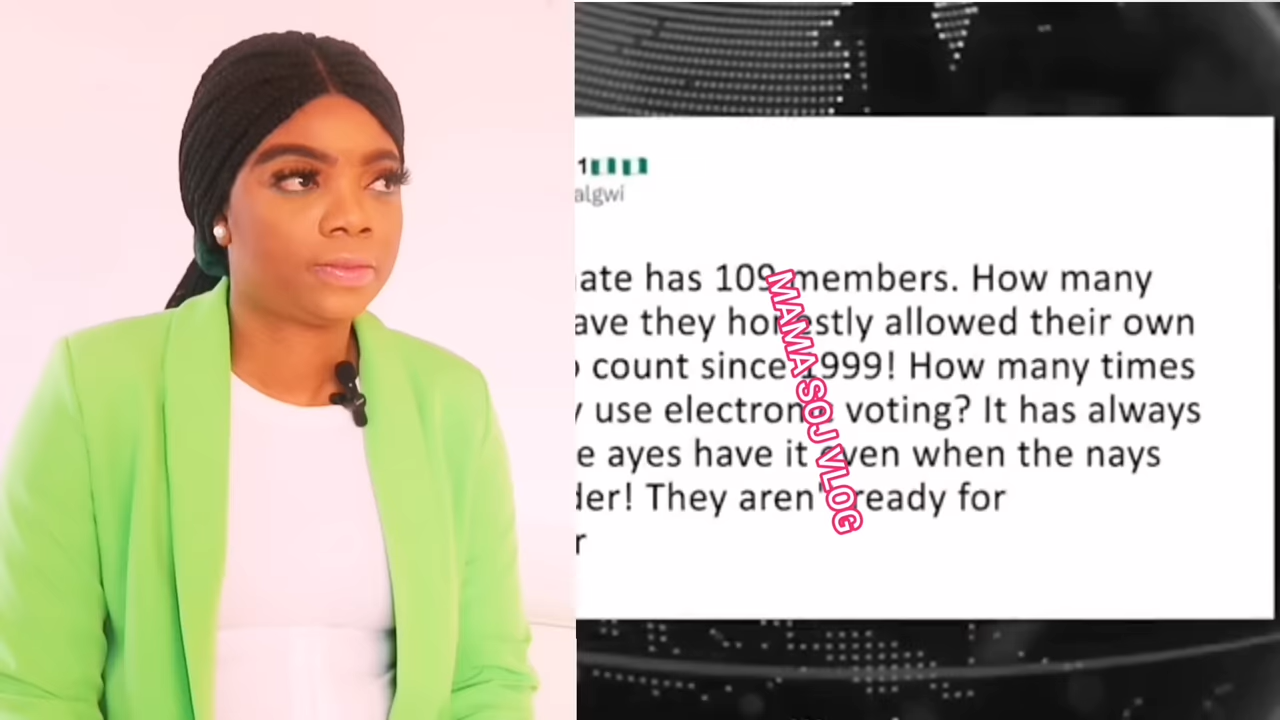 1
algwi
ate has 109 members. How many
ave they honestly allowed their own
count since 1999! How many times
y use electronic voting? It has always
e ayes have it even when the nays
der! They aren't ready for
r
MAMA SOJ VLOG